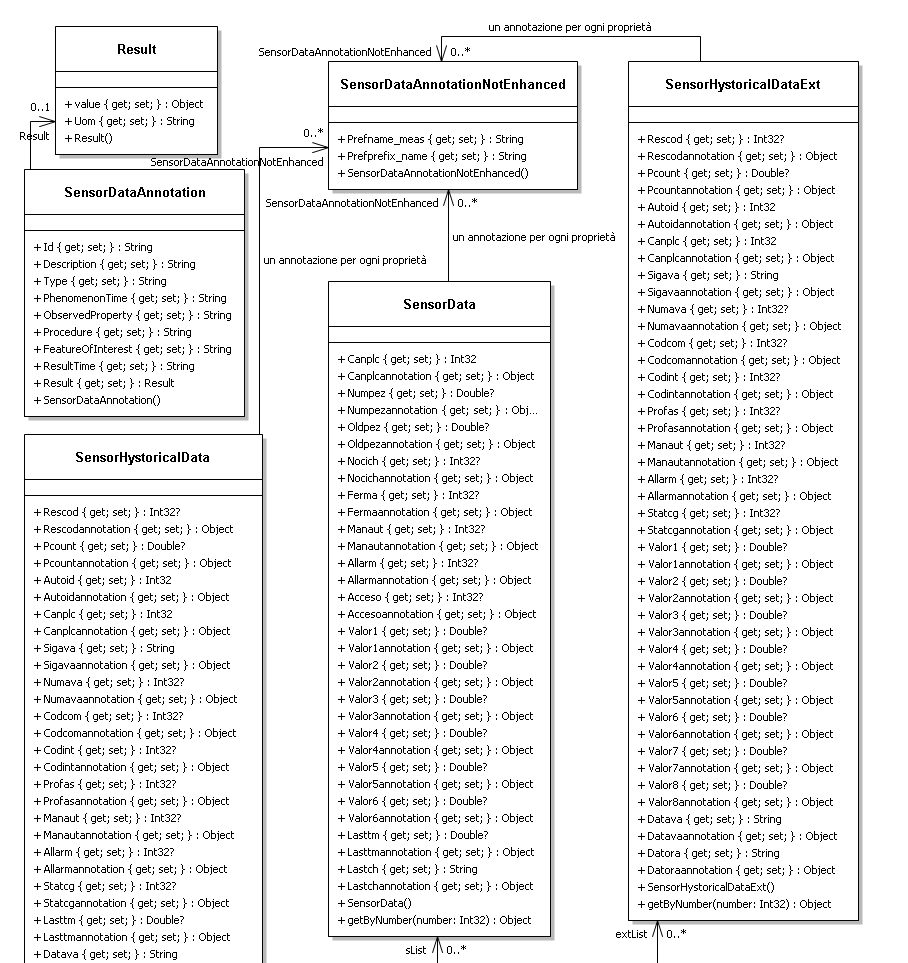 un annotazione per ogni proprietà
SensorDataAnnotationNotEnhanced 0..*
Result
+ value { get; set; } : Object
+ Uom { get; set; } : String
+ Result()
0..1
Result
SensorDataAnnotationNotEnhanced
+ Prefname_meas { get; set; } : String
+ Prefprefix_name { get; set; } : String
+ SensorDataAnnotationNotEnhanced()
0..*
SensorDataAnnotationNotEnhanced
SensorDataAnnotationNotEnhanced 0..*
un annotazione per ogni proprietà
un annotazione per ogni proprietà
SensorDataAnnotation
+ Id { get; set; } : String
+ Description { get; set; } : String
+ Type { get; set; } : String
+ PhenomenonTime { get; set; } : String
+ ObservedProperty { get; set; } : String
+ Procedure { get; set; } : String
+ FeatureOfInterest { get; set; } : String
+ ResultTime { get; set; } : String
+ Result { get; set; } : Result
+ SensorDataAnnotation()
SensorHystoricalData
+ Rescod { get; set; } : Int32?
+ Rescodannotation { get; set; } : Object
+ Pcount { get; set; } : Double?
+ Pcountannotation { get; set; } : Object
+ Autoid { get; set; } : Int32
+ Autoidannotation { get; set; } : Object
+ Canplc { get; set; } : Int32
+ Canplcannotation { get; set; } : Object
+ Sigava { get; set; } : String
+ Sigavaannotation { get; set; } : Object
+ Numava { get; set; } : Int32?
+ Numavaannotation { get; set; } : Object
+ Codcom { get; set; } : Int32?
+ Codcomannotation { get; set; } : Object
+ Codint { get; set; } : Int32?
+ Codintannotation { get; set; } : Object
+ Profas { get; set; } : Int32?
+ Profasannotation { get; set; } : Object
+ Manaut { get; set; } : Int32?
+ Manautannotation { get; set; } : Object
+ Allarm { get; set; } : Int32?
+ Allarmannotation { get; set; } : Object
+ Statcg { get; set; } : Int32?
+ Statcgannotation { get; set; } : Object
+ Lasttm { get; set; } : Double?
+ Lasttmannotation { get; set; } : Object
+ Datava { get; set; } : String
SensorData
+ Canplc { get; set; } : Int32
+ Canplcannotation { get; set; } : Object
+ Numpez { get; set; } : Double?
+ Numpezannotation { get; set; } : Obj...
+ Oldpez { get; set; } : Double?
+ Oldpezannotation { get; set; } : Object
+ Nocich { get; set; } : Int32?
+ Nocichannotation { get; set; } : Object
+ Ferma { get; set; } : Int32?
+ Fermaannotation { get; set; } : Object
+ Manaut { get; set; } : Int32?
+ Manautannotation { get; set; } : Object
+ Allarm { get; set; } : Int32?
+ Allarmannotation { get; set; } : Object
+ Acceso { get; set; } : Int32?
+ Accesoannotation { get; set; } : Object
+ Valor1 { get; set; } : Double?
+ Valor1annotation { get; set; } : Object
+ Valor2 { get; set; } : Double?
+ Valor2annotation { get; set; } : Object
+ Valor3 { get; set; } : Double?
+ Valor3annotation { get; set; } : Object
+ Valor4 { get; set; } : Double?
+ Valor4annotation { get; set; } : Object
+ Valor5 { get; set; } : Double?
+ Valor5annotation { get; set; } : Object
+ Valor6 { get; set; } : Double?
+ Valor6annotation { get; set; } : Object
+ Lasttm { get; set; } : Double?
+ Lasttmannotation { get; set; } : Object
+ Lastch { get; set; } : String
+ Lastchannotation { get; set; } : Object
+ SensorData()
+ getByNumber(number: Int32) : Object
sList 0..*
SensorHystoricalDataExt
+ Rescod { get; set; } : Int32?
+ Rescodannotation { get; set; } : Object
+ Pcount { get; set; } : Double?
+ Pcountannotation { get; set; } : Object
+ Autoid { get; set; } : Int32
+ Autoidannotation { get; set; } : Object
+ Canplc { get; set; } : Int32
+ Canplcannotation { get; set; } : Object
+ Sigava { get; set; } : String
+ Sigavaannotation { get; set; } : Object
+ Numava { get; set; } : Int32?
+ Numavaannotation { get; set; } : Object
+ Codcom { get; set; } : Int32?
+ Codcomannotation { get; set; } : Object
+ Codint { get; set; } : Int32?
+ Codintannotation { get; set; } : Object
+ Profas { get; set; } : Int32?
+ Profasannotation { get; set; } : Object
+ Manaut { get; set; } : Int32?
+ Manautannotation { get; set; } : Object
+ Allarm { get; set; } : Int32?
+ Allarmannotation { get; set; } : Object
+ Statcg { get; set; } : Int32?
+ Statcgannotation { get; set; } : Object
+ Valor1 { get; set; } : Double?
+ Valor1annotation { get; set; } : Object
+ Valor2 { get; set; } : Double?
+ Valor2annotation { get; set; } : Object
+ Valor3 { get; set; } : Double?
+ Valor3annotation { get; set; } : Object
+ Valor4 { get; set; } : Double?
+ Valor4annotation { get; set; } : Object
+ Valor5 { get; set; } : Double?
+ Valor5annotation { get; set; } : Object
+ Valor6 { get; set; } : Double?
+ Valor6annotation { get; set; } : Object
+ Valor7 { get; set; } : Double?
+ Valor7annotation { get; set; } : Object
+ Valor8 { get; set; } : Double?
+ Valor8annotation { get; set; } : Object
+ Datava { get; set; } : String
+ Datavaannotation { get; set; } : Object
+ Datora { get; set; } : String
+ Datoraannotation { get; set; } : Object
+ SensorHystoricalDataExt()
+ getByNumber(number: Int32) : Object
extList 0..*